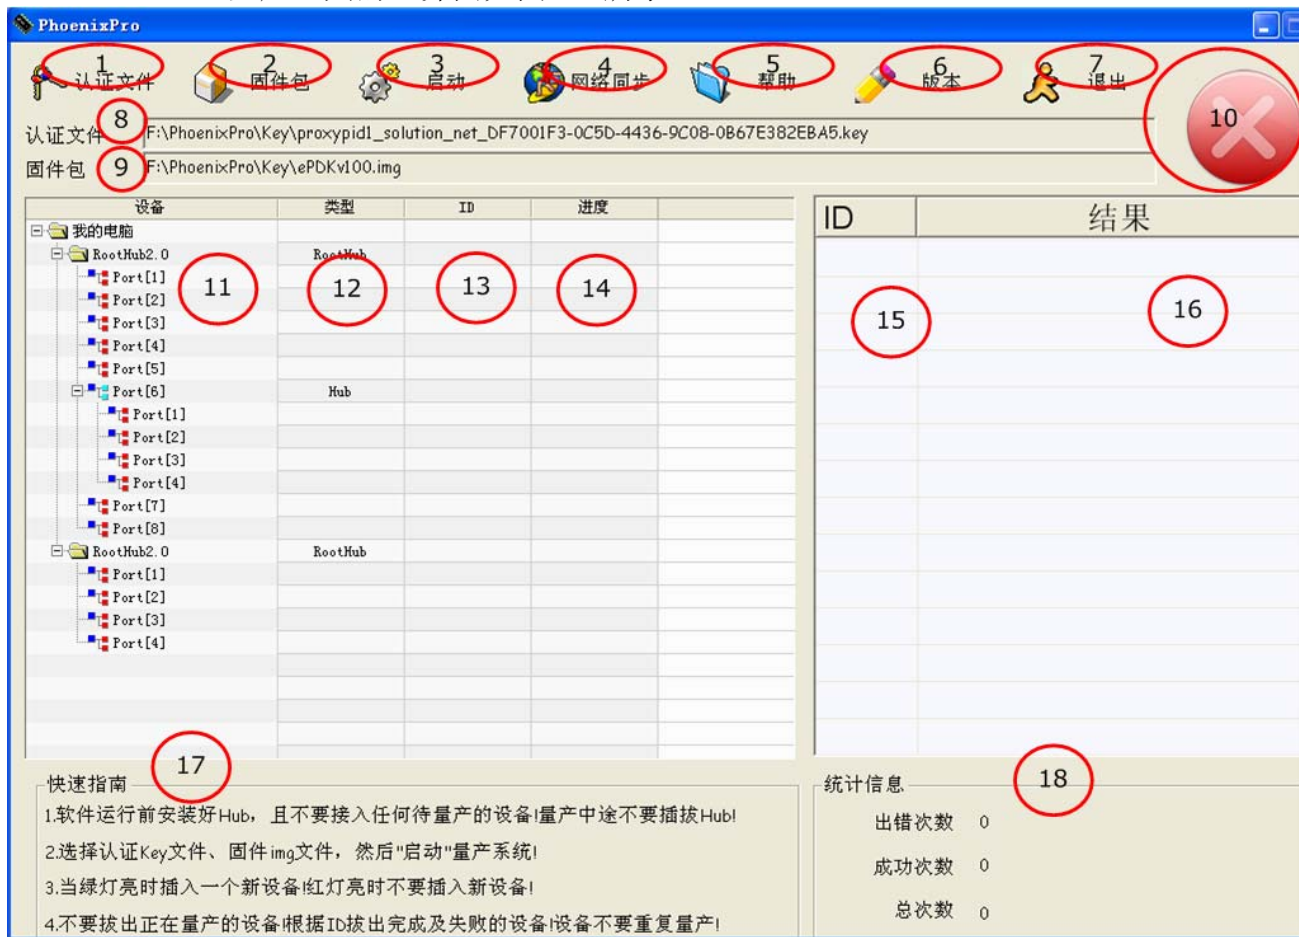 PhoenixPro
1 认证文件 2 固件包 3 启动 4 网络同步 5 帮助 6 版本 7 退出
10
认证文件 8 F:\PhoenixPro\Key\proxypid1_solution_net_DF7001F3-0C5D-4436-9C08-0B67E382EBA5.key
固件包 9 F:\PhoenixPro\Key\ePDKv100.img
设备 类型 ID 进度
我的电脑
RootHub2.0 RootHub
Port[1]
11 12 13 14
Port[2]
Port[3]
Port[4]
Port[5]
Port[6] Hub
Port[1]
Port[2]
Port[3]
Port[4]
Port[7]
Port[8]
RootHub2.0 RootHub
Port[1]
Port[2]
Port[3]
Port[4]
ID 结果
15 16
17
快速指南
1.软件运行前安装好Hub，且不要接入任何待量产的设备!量产中途不要插拔Hub!
2.选择认证Key文件、固件img文件，然后"启动"量产系统!
3.当绿灯亮时插入一个新设备!红灯亮时不要插入新设备!
4.不要拔出正在量产的设备!根据ID拔出完成及失败的设备!设备不要重复量产!
统计信息 18
出错次数 0
成功次数 0
总次数 0